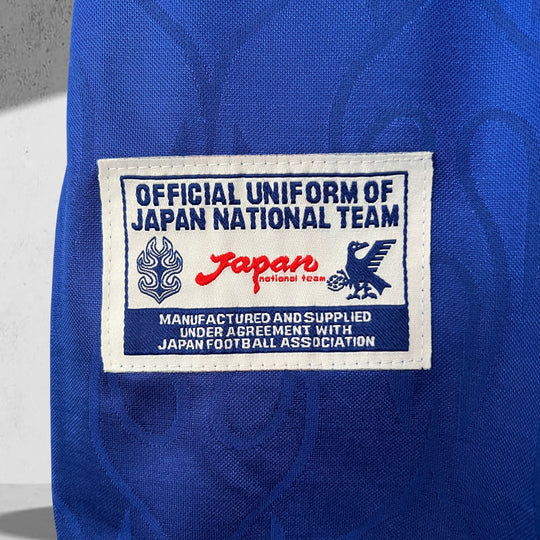 OFFICIAL UNIFORM OF
JAPAN NATIONAL TEAM
Japan
national team
MANUFACTURED AND SUPPLIED
UNDER AGREEMENT WITH
JAPAN FOOTBALL ASSOCIATION